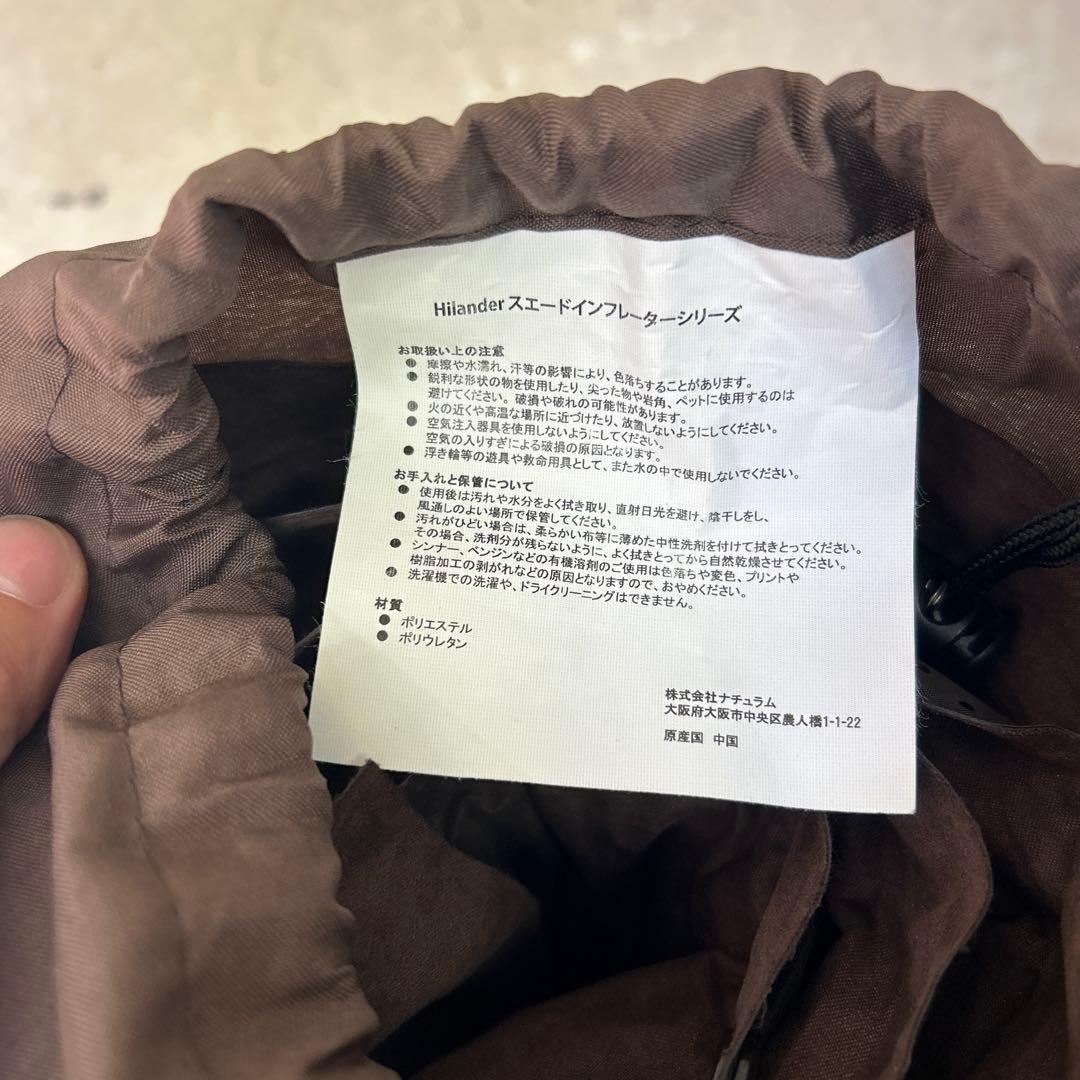 Hilander スエードインフレーターシリーズ
お取扱い上の注意
● 摩擦や水濡れ、汗等の影響により、色落ちすることがあります。
● 鋭利な形状の物を使用したり、尖った物や岩角、ペットに使用するのは
避けてください。破損や破れの可能性があります。
● 火の近くや高温な場所に近づけたり、放置しないようにしてください。
● 空気注入器具を使用しないようにしてください。
空気の入りすぎによる破損の原因となります。
● 浮き輪等の遊具や救命用具として、また水の中で使用しないでください。
お手入れと保管について
● 使用後は汚れや水分をよく拭き取り、直射日光を避け、陰干しをし、
風通しのよい場所で保管してください。
● 汚れがひどい場合は、柔らかい布等に薄めた中性洗剤を付けて拭きとってください。
その場合、洗剤分が残らないように、よく拭きとってから自然乾燥させてください。
● シンナー、ベンジンなどの有機溶剤のご使用は色落ちや変色、プリントや
樹脂加工の剥がれなどの原因となりますので、おやめください。
● 洗濯機での洗濯や、ドライクリーニングはできません。
材質
● ポリエステル
● ポリウレタン
株式会社ナチュラム
大阪府大阪市中央区農人橋1-1-22
原産国 中国